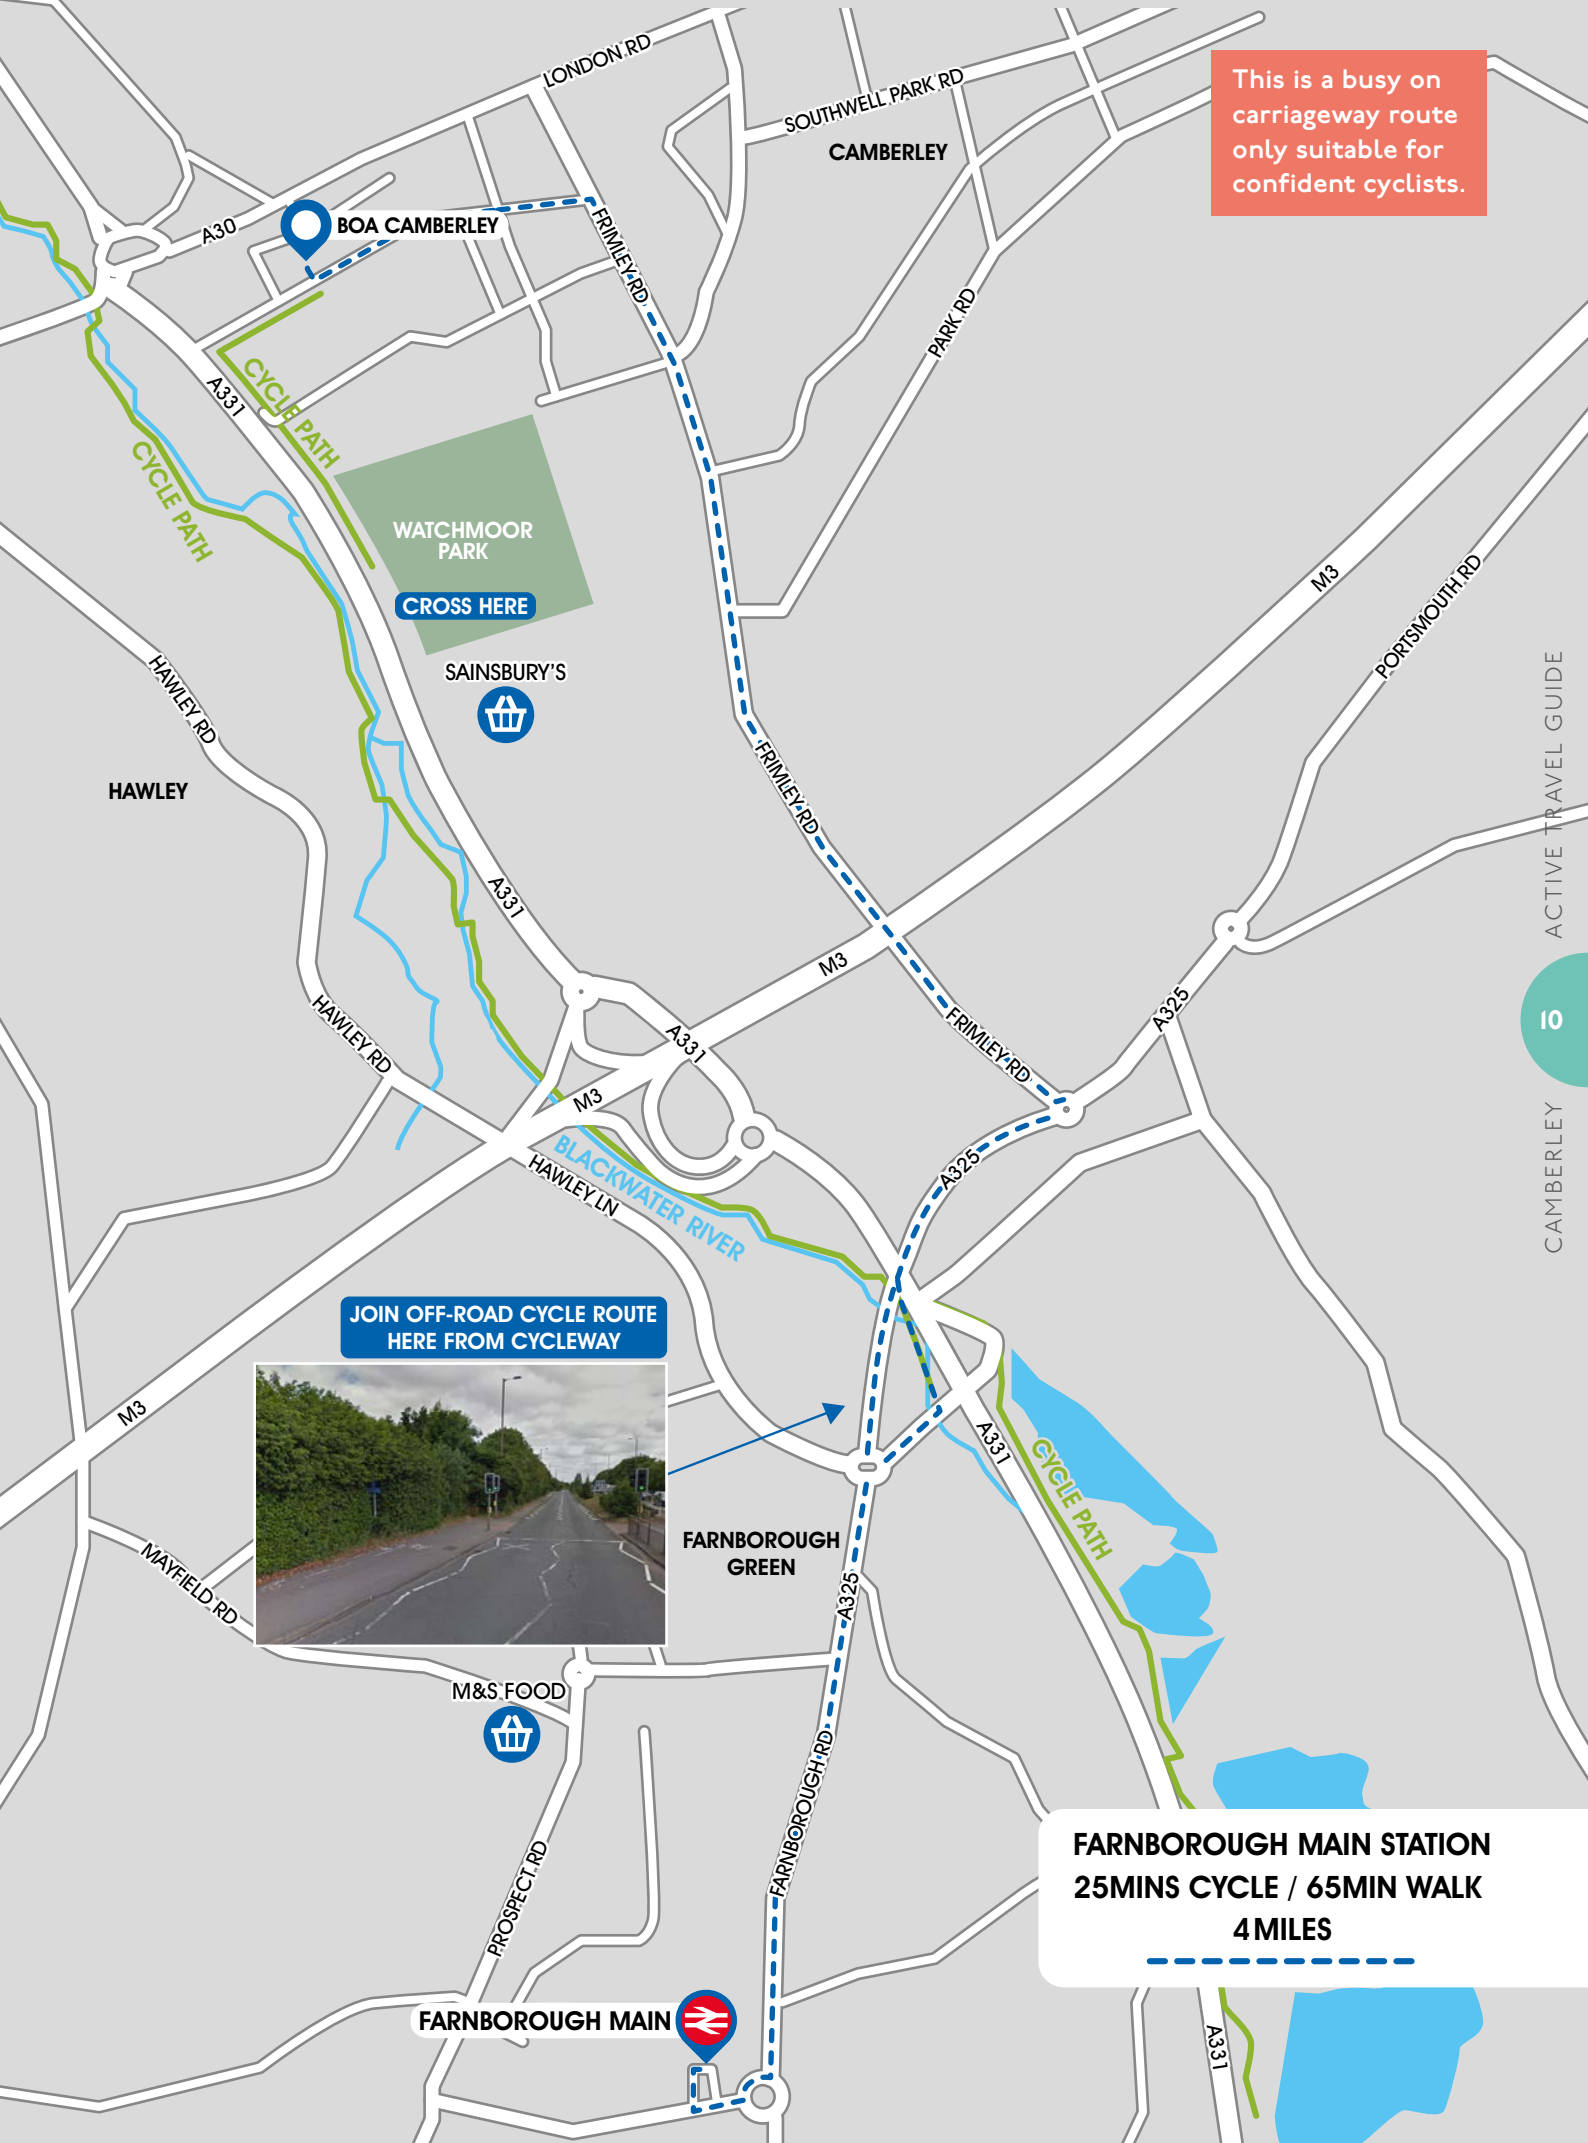 LONDON RD
SOUTHWELL PARK RD
CAMBERLEY
This is a busy on
carriageway route
only suitable for
confident cyclists.
A30
BOA CAMBERLEY
FRIMLEY RD
PARK RD
CYCLE PATH
A331
CYCLE PATH
WATCHMOOR
PARK
CROSS HERE
SAINSBURY'S
M3
PORTSMOUTH RD
HAWLEY RD
HAWLEY
FRIMLEY RD
A331
M3
ACTIVE TRAVEL GUIDE
10
CAMBERLEY
HAWLEY RD
A331
FRIMLEY RD
A325
M3
BLACKWATER RIVER
HAWLEY LN
A325
JOIN OFF-ROAD CYCLE ROUTE
HERE FROM CYCLEWAY
M3
A331
CYCLE PATH
FARNBOROUGH
GREEN
MAYFIELD RD
A325
M&S FOOD
FARNBOROUGH RD
PROSPECT RD
FARNBOROUGH MAIN STATION
25MINS CYCLE / 65MIN WALK
4 MILES
FARNBOROUGH MAIN
A331